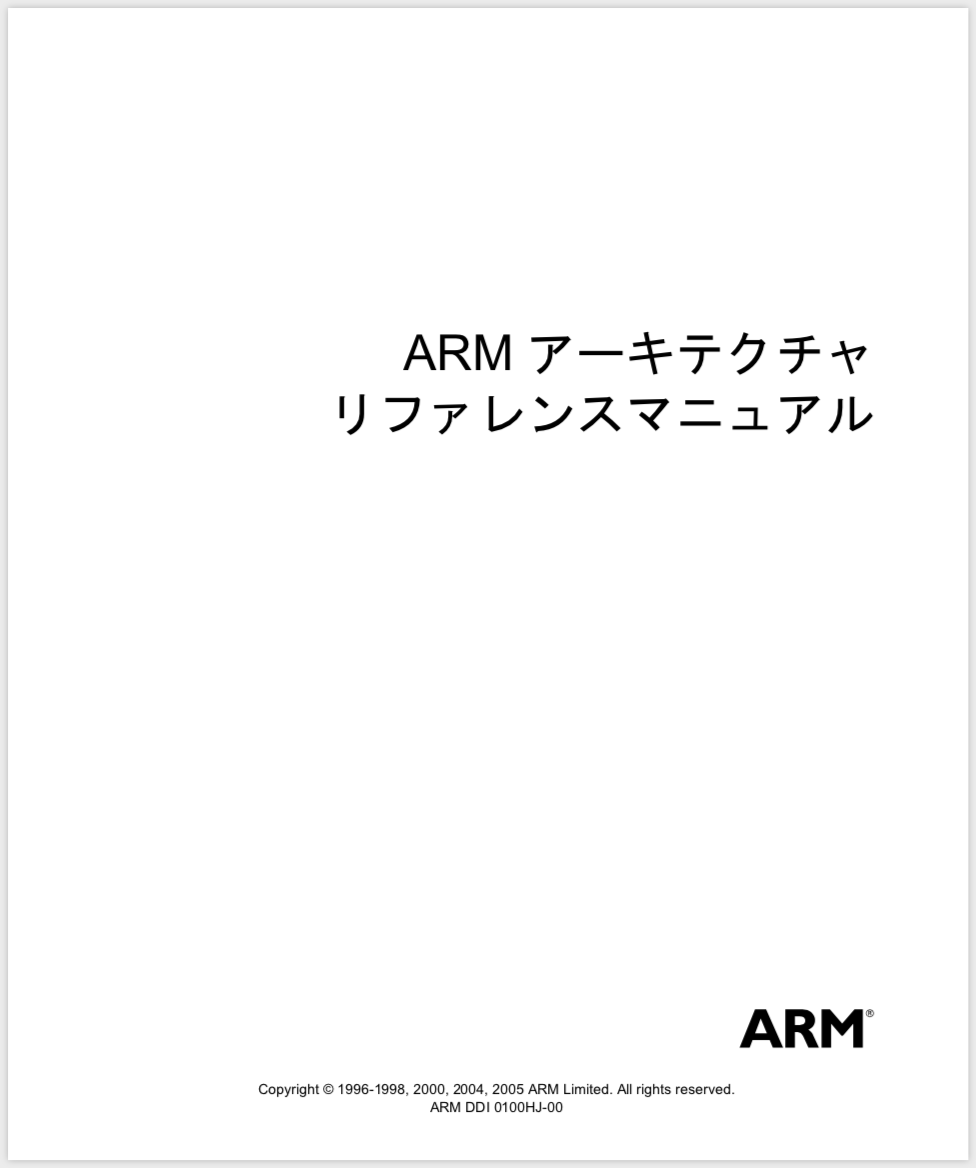 ARM アーキテクチャ
リファレンスマニュアル
ARM®
Copyright © 1996-1998, 2000, 2004, 2005 ARM Limited. All rights reserved.
ARM DDI 0100HJ-00